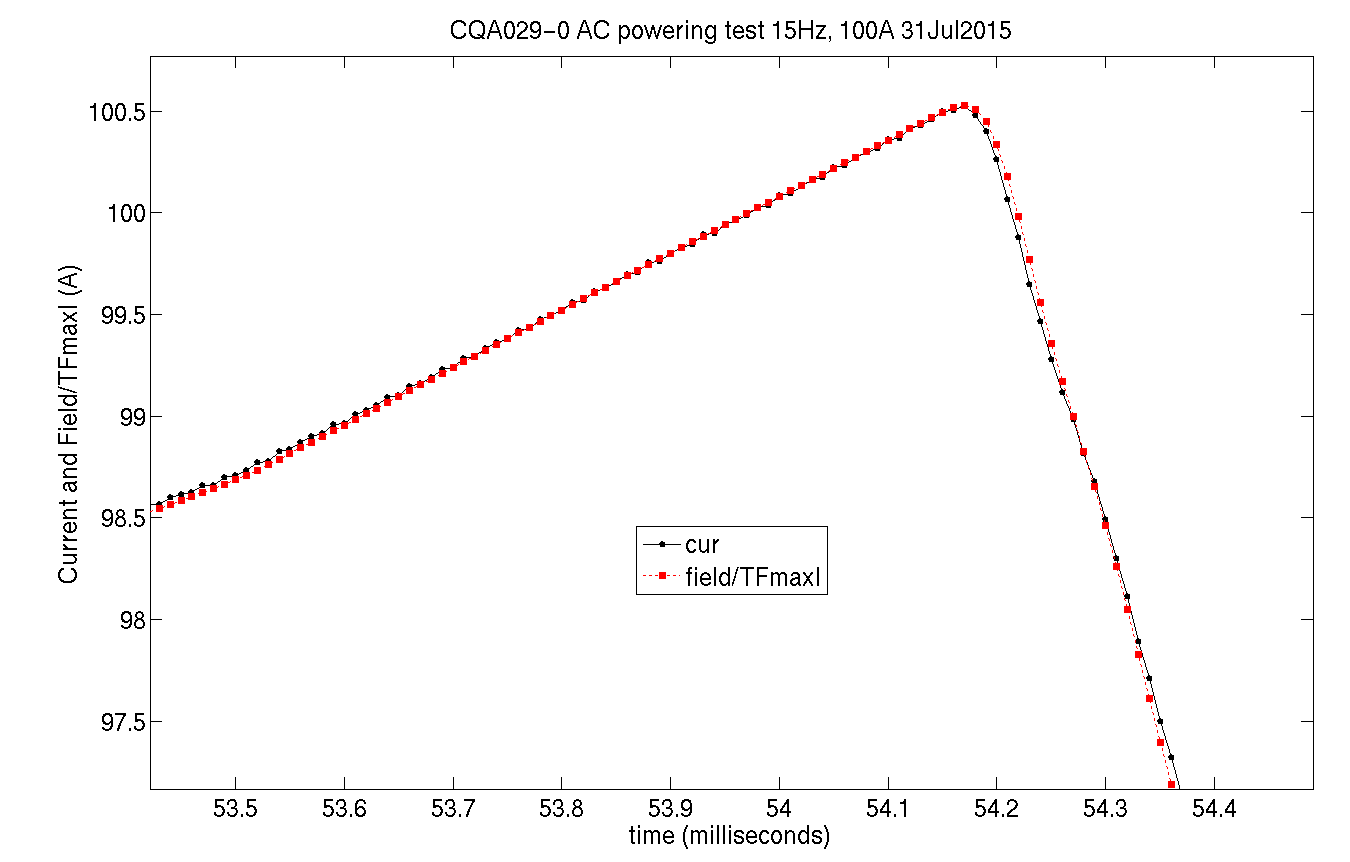 CQA029−0 AC powering test 15Hz, 100A 31Jul2015
100.5
100
99.5
99
98.5
98
97.5
Current and Field/TFmaxI (A)
cur
field/TFmaxI
53.5 53.6 53.7 53.8 53.9 54 54.1 54.2 54.3 54.4
time (milliseconds)